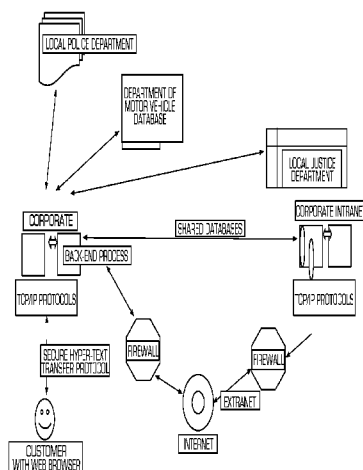 LOCAL POLICE DEPARTMENT
DEPARTMENT OF
MOTOR VEHICLE
DATABASE
LOCAL JUSTICE
DEPARTMENT
CORPORATE
SHARED DATABASES
CORPORATE INTRANET
BACK-END PROCESS
TCP/IP PROTOCOLS
TCP/IP PROTOCOLS
SECURE HYPER-TEXT
TRANSFER PROTOCOL
FIREWALL
FIREWALL
EXTRANET
INTERNET
CUSTOMER
WITH WEB BROWSER